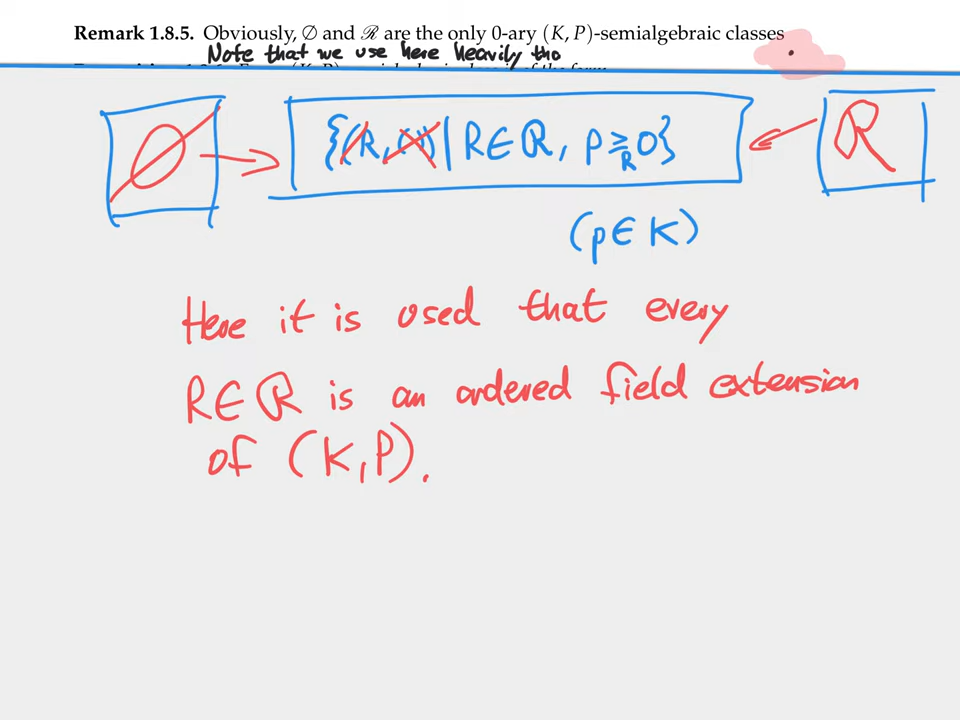 Remark 1.8.5. Obviously, ∅ and ℛ are the only 0-ary (K, P)-semialgebraic classes
Note that we use here heavily tho
∅ → {(R, ()) | R ∈ ℛ, p ≥_R 0} ← ℛ
(p ∈ K)
Here it is used that every
R ∈ ℛ is an ordered field extension
of (K, P).